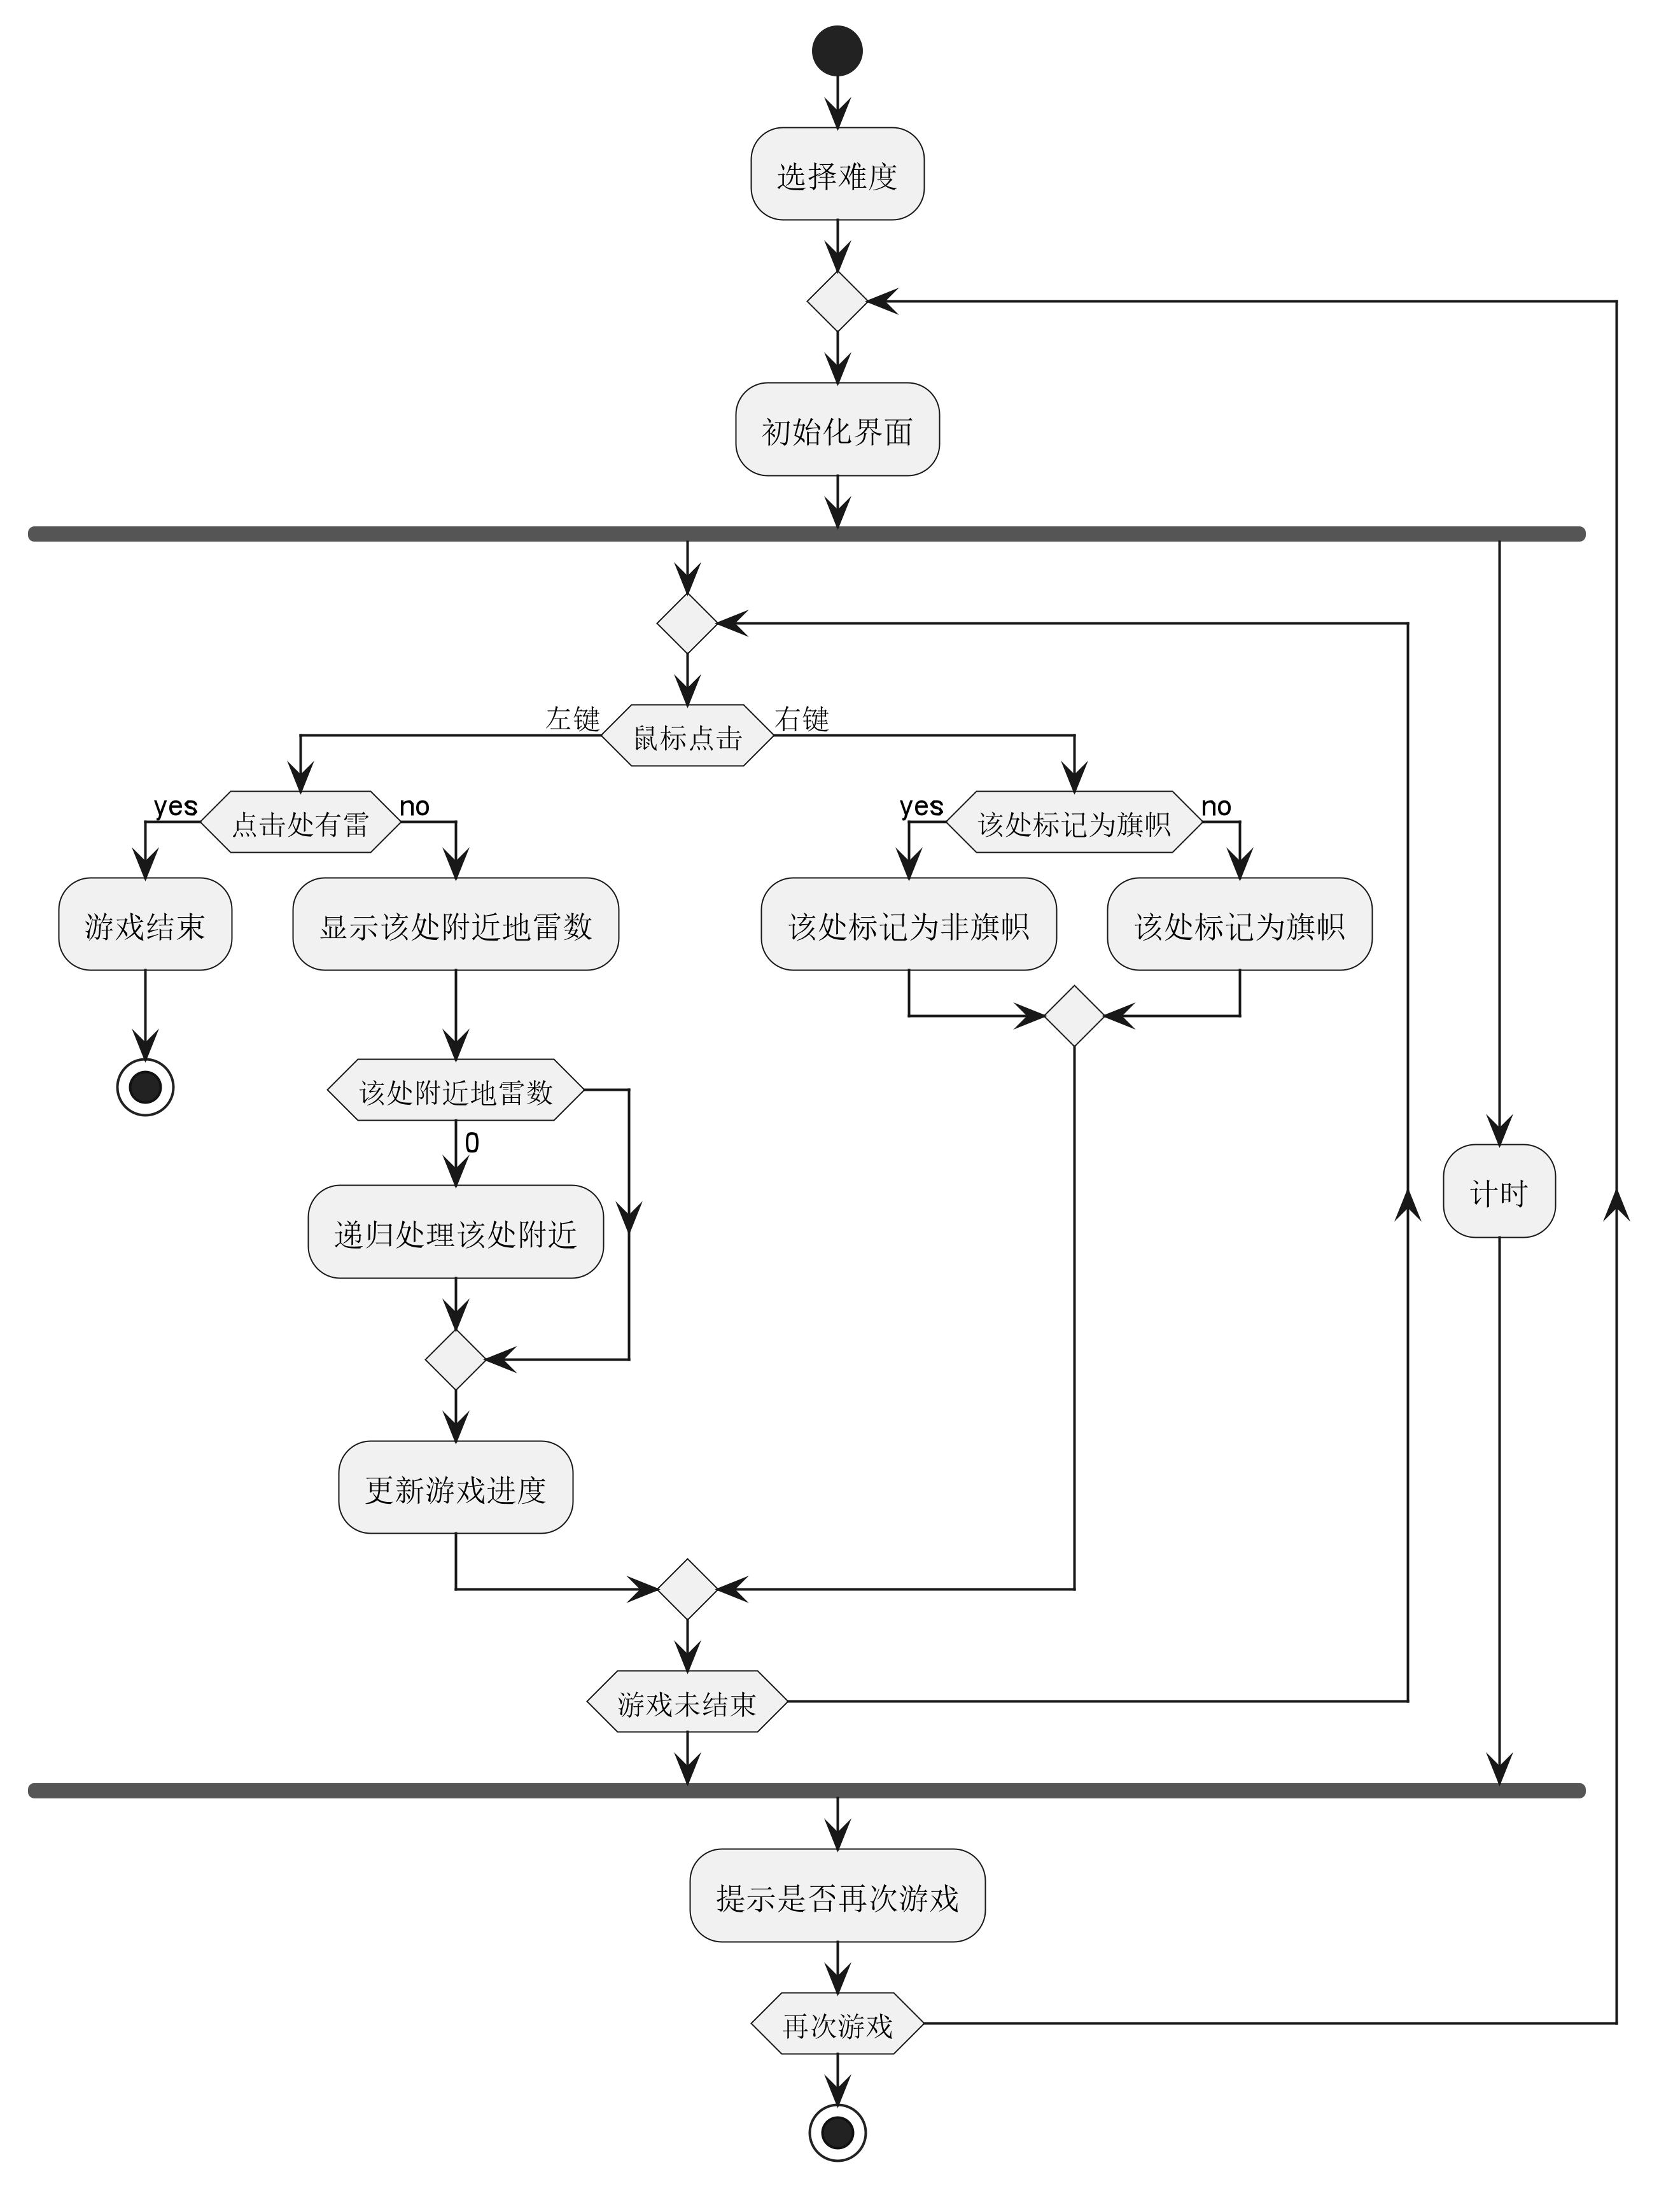 选择难度
初始化界面
左键
鼠标点击
右键
yes
点击处有雷
no
yes
该处标记为旗帜
no
游戏结束
显示该处附近地雷数
该处标记为非旗帜
该处标记为旗帜
该处附近地雷数
0
计时
递归处理该处附近
更新游戏进度
游戏未结束
提示是否再次游戏
再次游戏